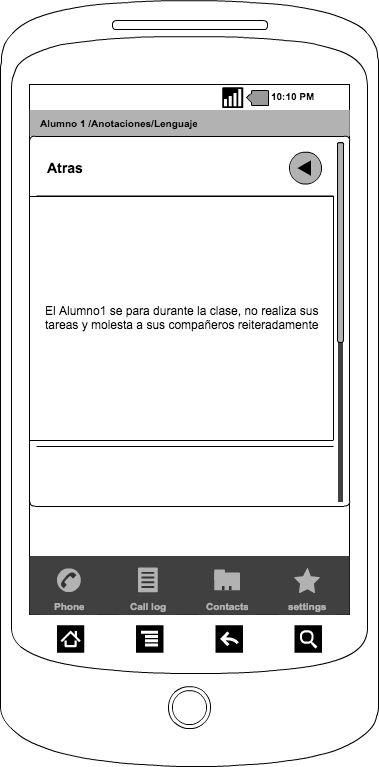 10:10 PM
Alumno 1 /Anotaciones/Lenguaje
Atras
El Alumno1 se para durante la clase, no realiza sus
tareas y molesta a sus compañeros reiteradamente
Phone Call log Contacts settings